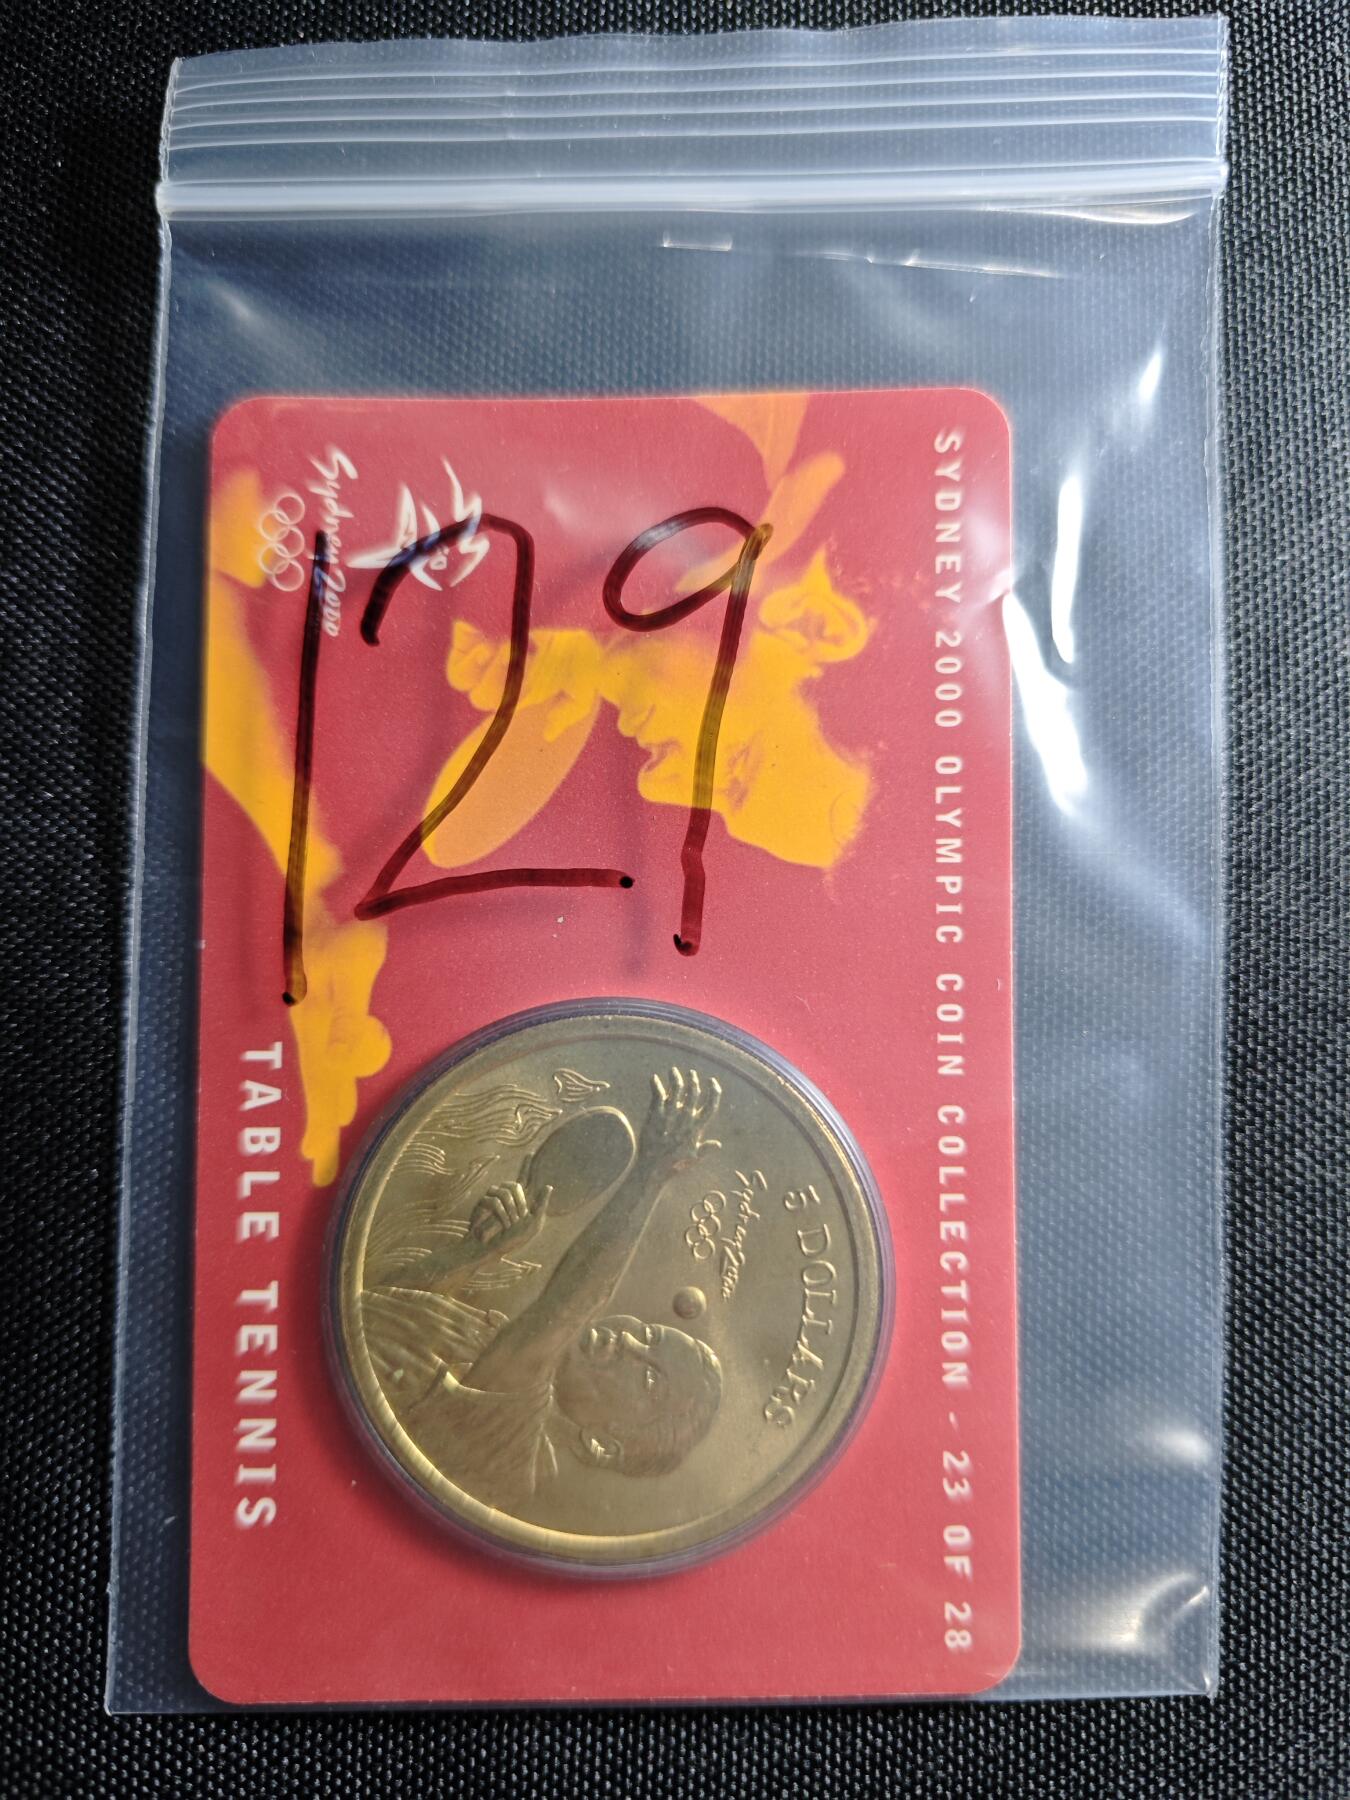 129
SYDNEY 2000 OLYMPIC COIN COLLECTION - 23 OF 28
Sydney 2000
TABLE TENNIS
5 DOLLARS
Sydney 2000